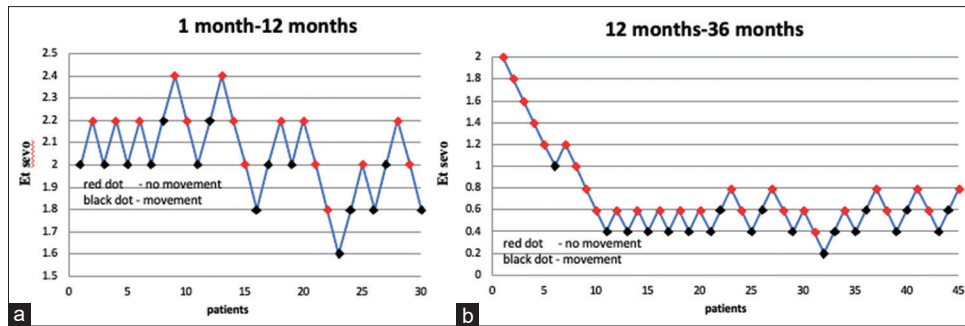 1 month-12 months
Et sevo
2.5
2.4
2.3
2.2
2.1
2
1.9
1.8
1.7
1.6
1.5
red dot - no movement
black dot - movement
0 5 10 15 20 25 30
patients
a
12 months-36 months
Et sevo
2
1.8
1.6
1.4
1.2
1
0.8
0.6
0.4
0.2
0
red dot - no movement
black dot - movement
0 5 10 15 20 25 30 35 40 45
patients
b